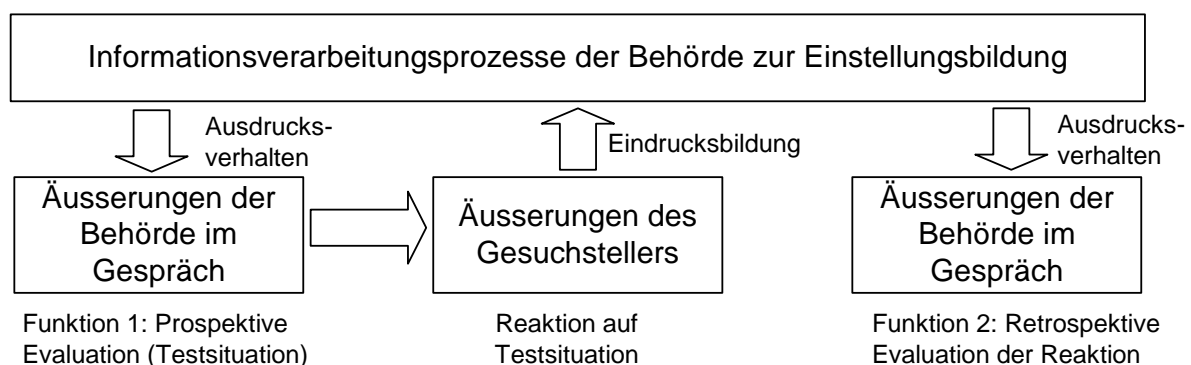 Informationsverarbeitungsprozesse der Behörde zur Einstellungsbildung
Ausdrucks-
verhalten
Eindrucksbildung
Ausdrucks-
verhalten
Äusserungen der
Behörde im
Gespräch
Äusserungen des
Gesuchstellers
Äusserungen der
Behörde im
Gespräch
Funktion 1: Prospektive
Evaluation (Testsituation)
Reaktion auf
Testsituation
Funktion 2: Retrospektive
Evaluation der Reaktion